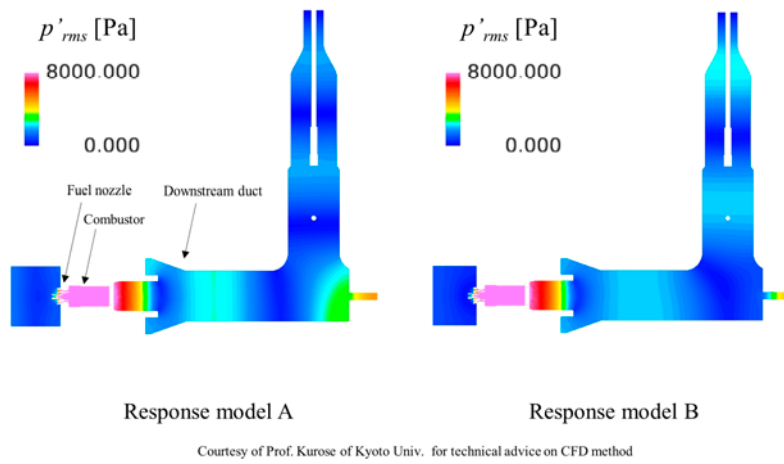 p'rms [Pa]
8000.000
0.000
Fuel nozzle
Combustor
Downstream duct
Response model A
p'rms [Pa]
8000.000
0.000
Response model B
Courtesy of Prof. Kurose of Kyoto Univ. for technical advice on CFD method